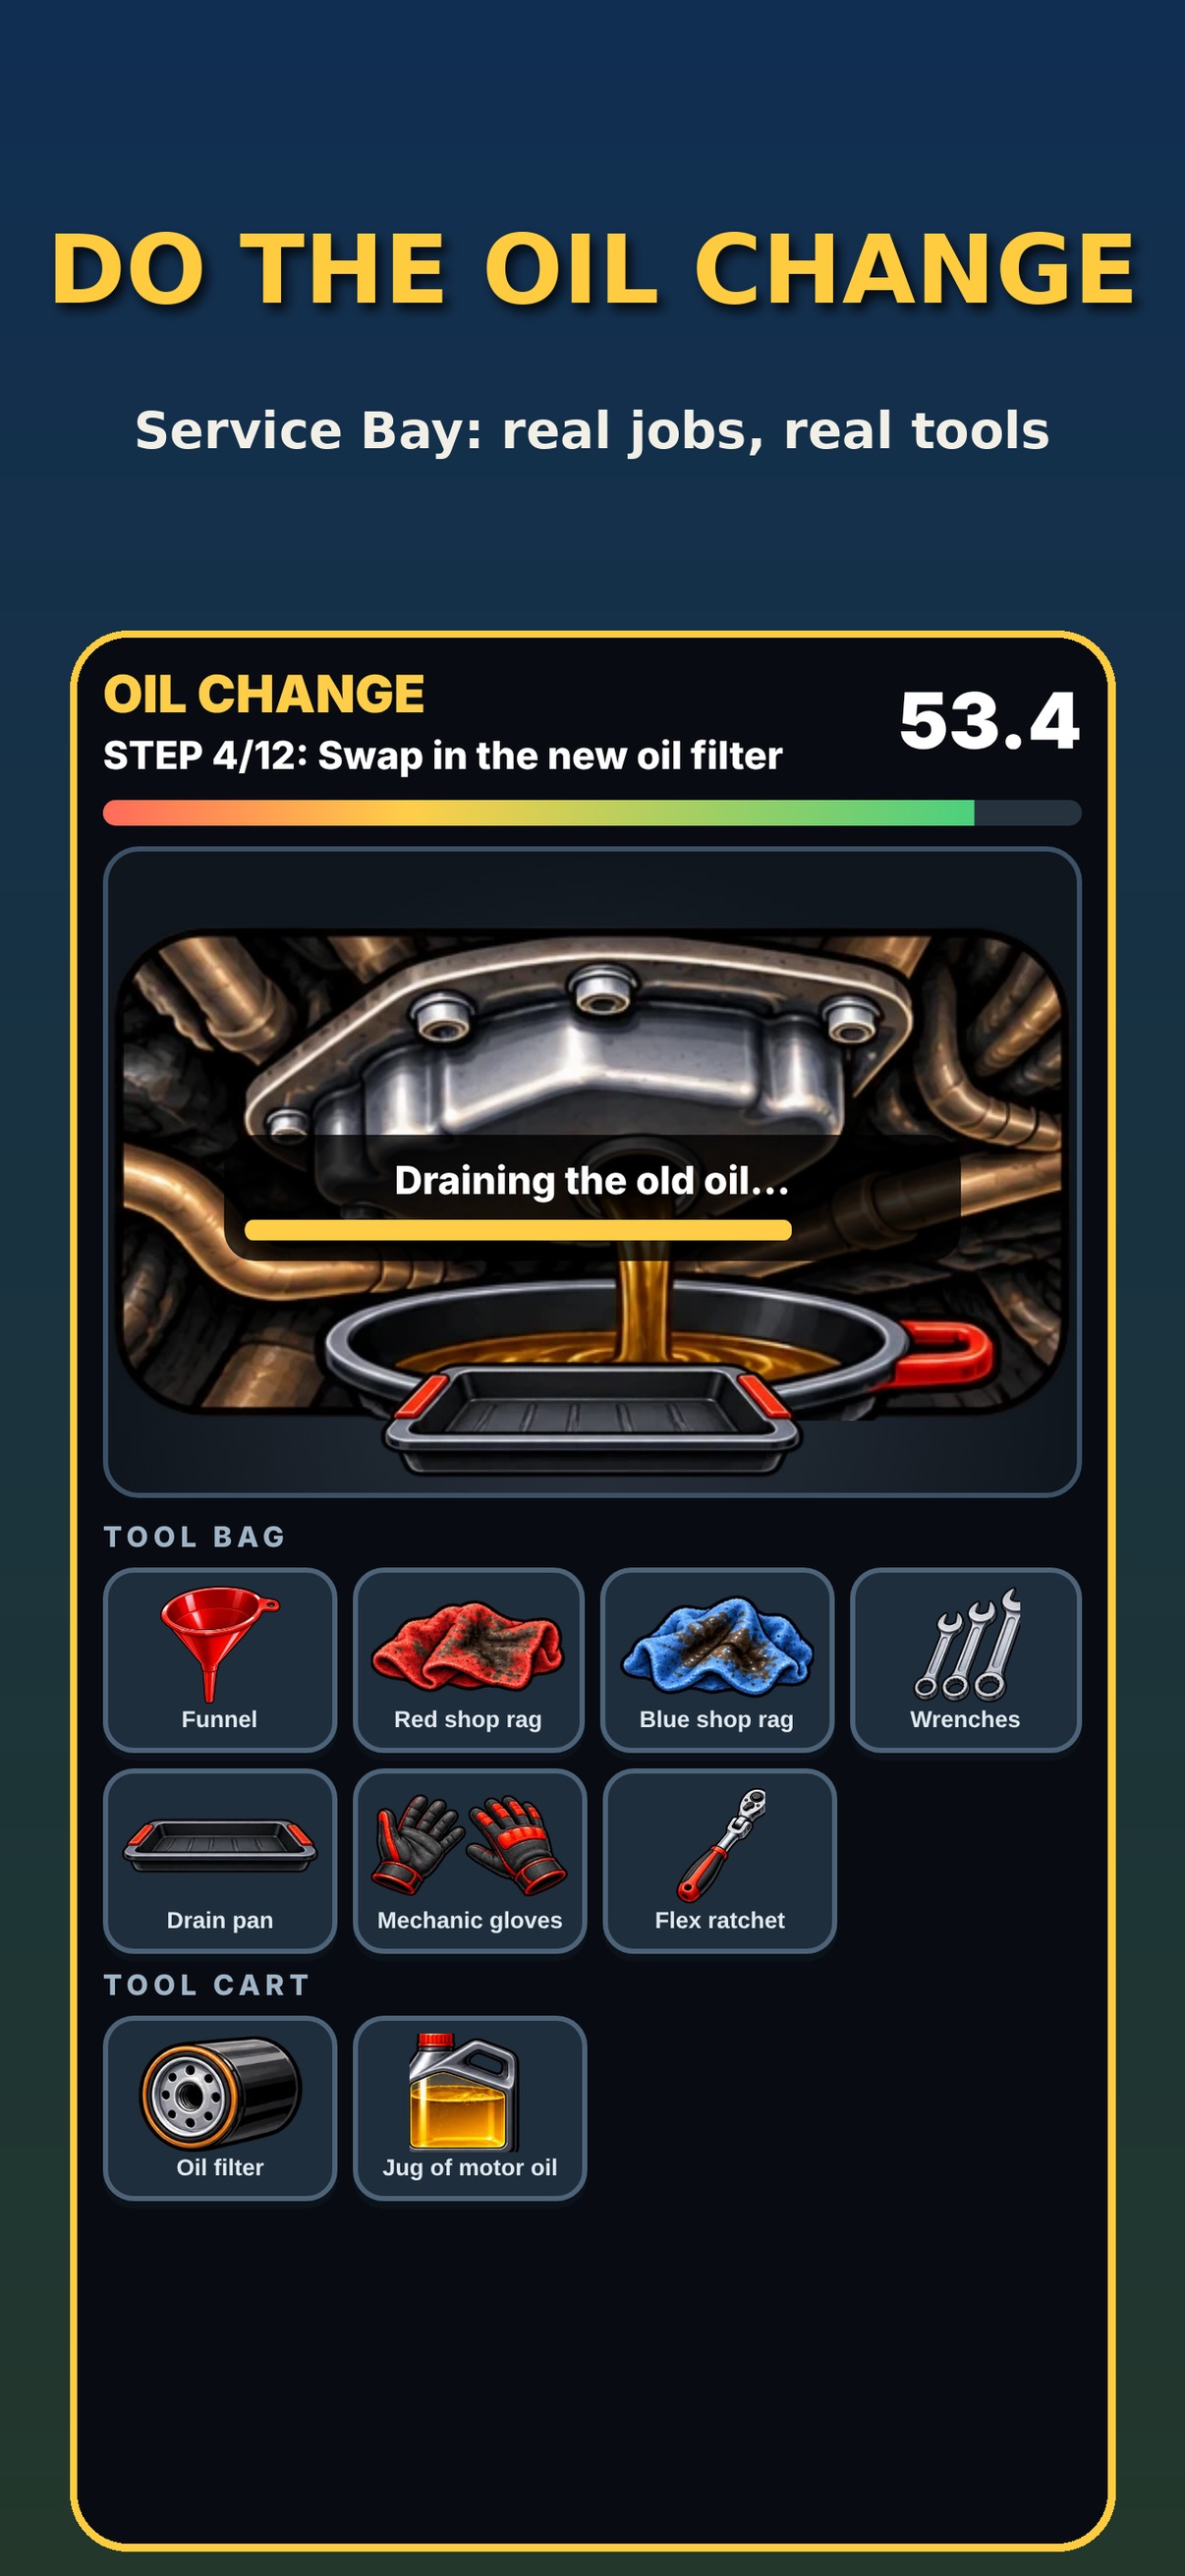 DO THE OIL CHANGE
Service Bay: real jobs, real tools
OIL CHANGE
53.4
STEP 4/12: Swap in the new oil filter
Draining the old oil...
TOOL BAG
Funnel
Red shop rag
Blue shop rag
Wrenches
Drain pan
Mechanic gloves
Flex ratchet
TOOL CART
Oil filter
Jug of motor oil